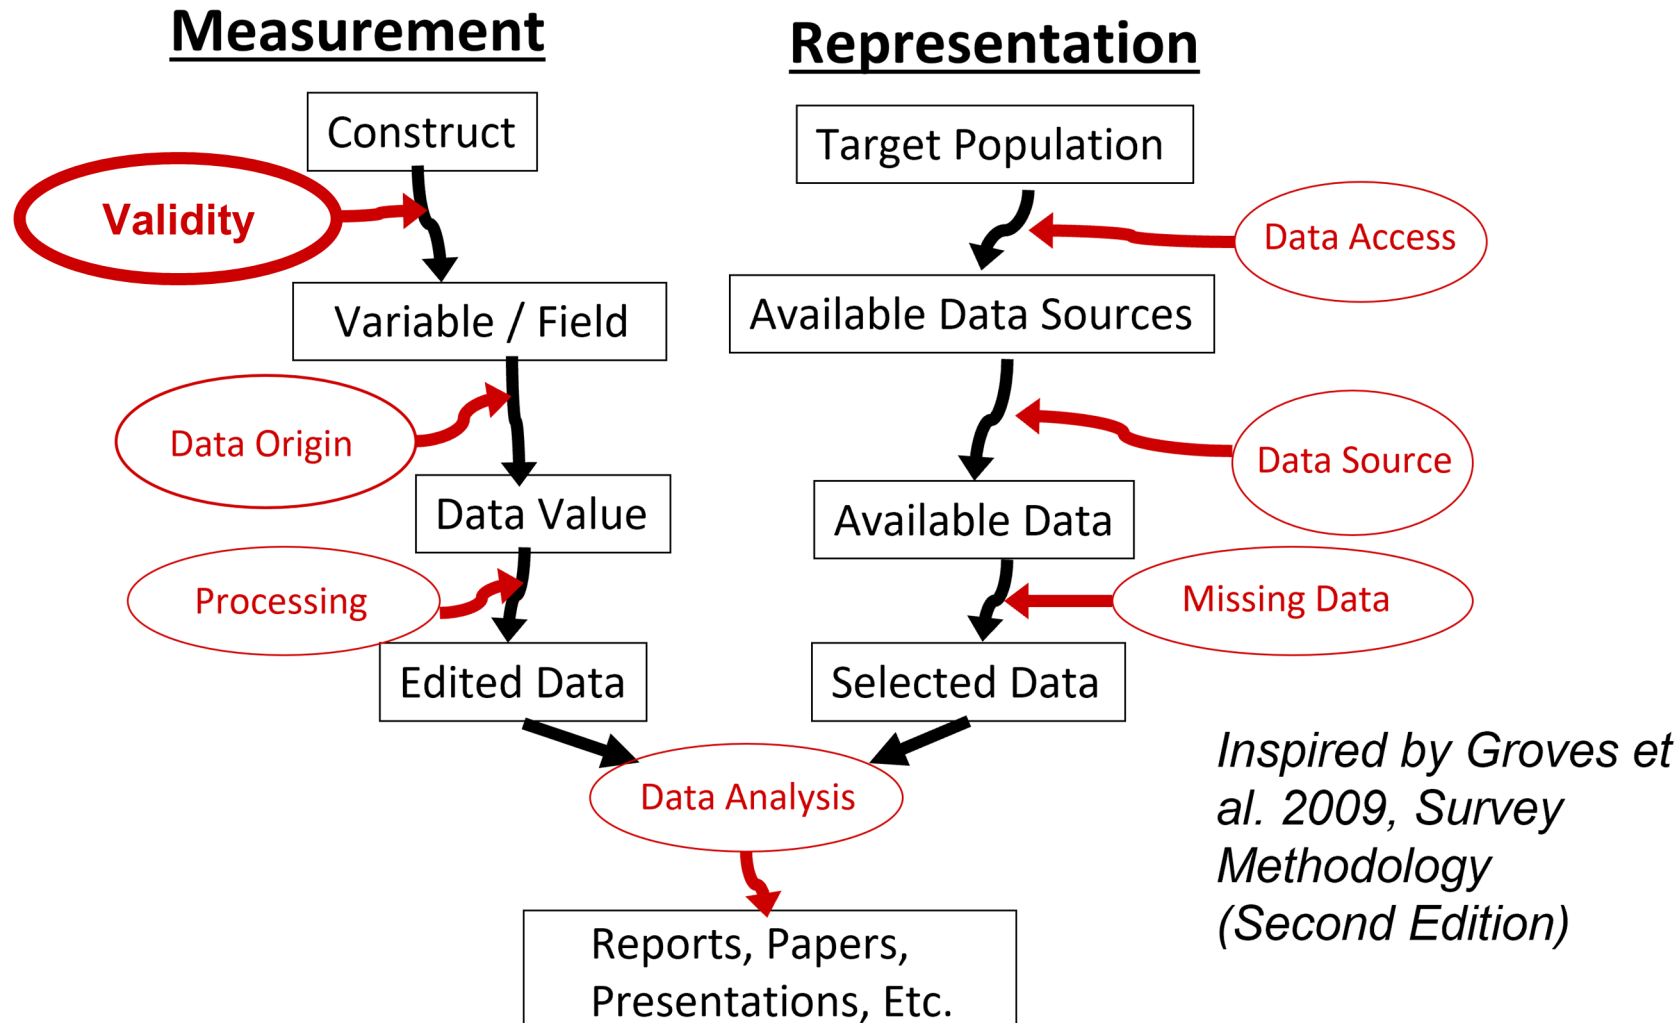 Measurement
Representation
Construct
Target Population
Validity
Data Access
Variable / Field
Available Data Sources
Data Origin
Data Source
Data Value
Available Data
Processing
Missing Data
Edited Data
Selected Data
Data Analysis
Inspired by Groves et
al. 2009, Survey
Methodology
(Second Edition)
Reports, Papers,
Presentations, Etc.